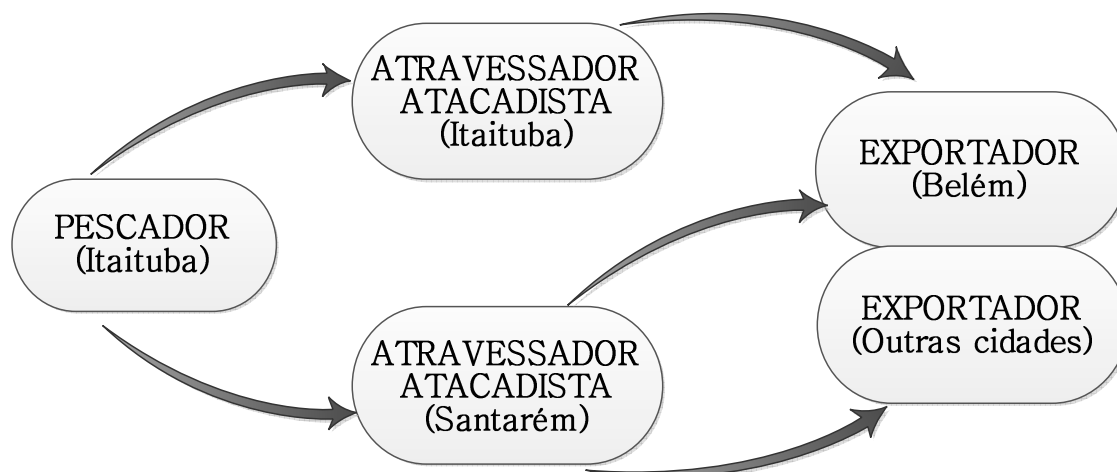 PESCADOR
(Itaituba)
ATRAVESSADOR
ATACADISTA
(Itaituba)
ATRAVESSADOR
ATACADISTA
(Santarém)
EXPORTADOR
(Belém)
EXPORTADOR
(Outras cidades)